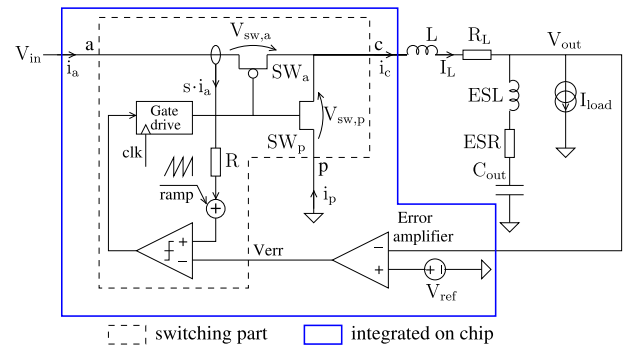 V_sw,a
L
R_L
V_in
a
c
V_out
i_a
SW_a
i_c
I_L
s·i_a
ESL
Gate
drive
V_sw,p
I_load
clk
SW_p
ESR
R
p
C_out
ramp
i_p
+
Error
amplifier
+
−
Verr
−
+
+
V_ref
switching part
integrated on chip